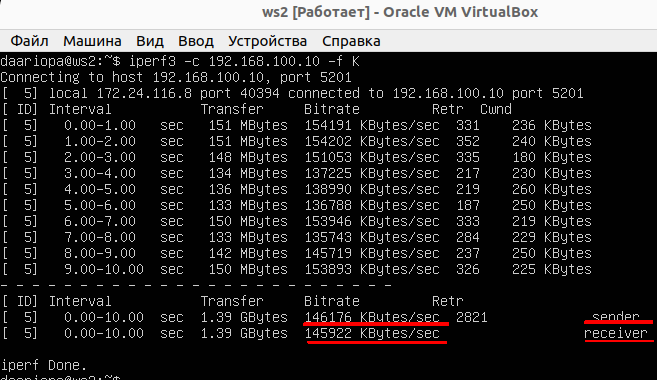 ws2 [Работает] - Oracle VM VirtualBox
Файл Машина Вид Ввод Устройства Справка
daariopa@ws2:~$ iperf3 -c 192.168.100.10 -f K
Connecting to host 192.168.100.10, port 5201
[ 5] local 172.24.116.8 port 40394 connected to 192.168.100.10 port 5201
[ ID] Interval Transfer Bitrate Retr Cwnd
[ 5] 0.00-1.00 sec 151 MBytes 154191 KBytes/sec 331 236 KBytes
[ 5] 1.00-2.00 sec 151 MBytes 154202 KBytes/sec 352 240 KBytes
[ 5] 2.00-3.00 sec 148 MBytes 151053 KBytes/sec 335 180 KBytes
[ 5] 3.00-4.00 sec 134 MBytes 137225 KBytes/sec 217 230 KBytes
[ 5] 4.00-5.00 sec 136 MBytes 138990 KBytes/sec 219 260 KBytes
[ 5] 5.00-6.00 sec 133 MBytes 136788 KBytes/sec 187 250 KBytes
[ 5] 6.00-7.00 sec 150 MBytes 153946 KBytes/sec 333 219 KBytes
[ 5] 7.00-8.00 sec 133 MBytes 135743 KBytes/sec 284 229 KBytes
[ 5] 8.00-9.00 sec 142 MBytes 145719 KBytes/sec 237 250 KBytes
[ 5] 9.00-10.00 sec 150 MBytes 153893 KBytes/sec 326 225 KBytes
- - - - - - - - - - - - - - - - - - - - - - - - -
[ ID] Interval Transfer Bitrate Retr
[ 5] 0.00-10.00 sec 1.39 GBytes 146176 KBytes/sec 2821 sender
[ 5] 0.00-10.00 sec 1.39 GBytes 145922 KBytes/sec receiver
iperf Done.
daariopa@ws2:~$